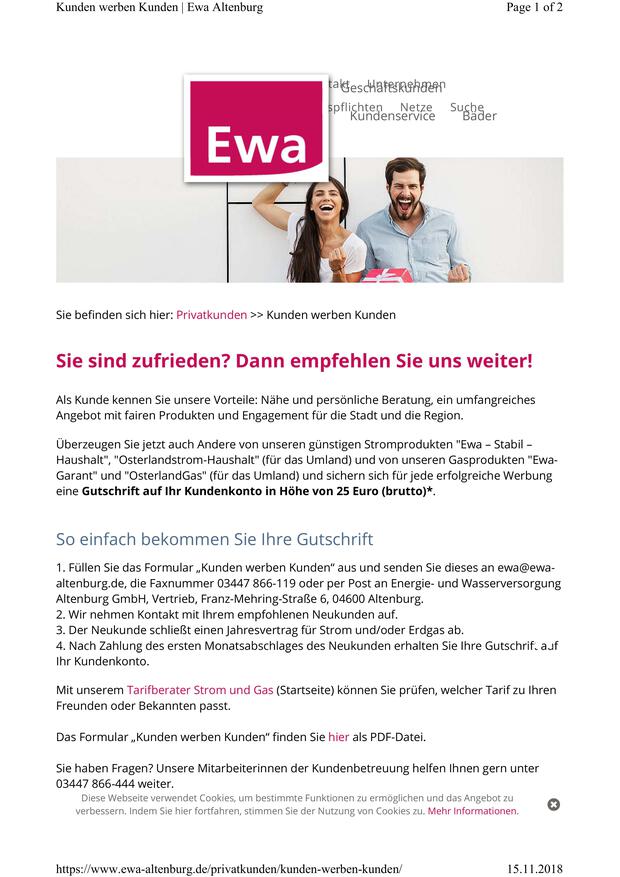 Kunden werben Kunden | Ewa Altenburg
Page 1 of 2
Unternehmen
Geschäftskunden
Netze Suche
Kundenservice Bäder
Ewa
Sie befinden sich hier: Privatkunden >> Kunden werben Kunden
Sie sind zufrieden? Dann empfehlen Sie uns weiter!
Als Kunde kennen Sie unsere Vorteile: Nähe und persönliche Beratung, ein umfangreiches
Angebot mit fairen Produkten und Engagement für die Stadt und die Region.
Überzeugen Sie jetzt auch Andere von unseren günstigen Stromprodukten "Ewa – Stabil –
Haushalt", "Osterlandstrom-Haushalt" (für das Umland) und von unseren Gasprodukten "Ewa-
Garant" und "OsterlandGas" (für das Umland) und sichern sich für jede erfolgreiche Werbung
eine Gutschrift auf Ihr Kundenkonto in Höhe von 25 Euro (brutto)*.
So einfach bekommen Sie Ihre Gutschrift
1. Füllen Sie das Formular „Kunden werben Kunden“ aus und senden Sie dieses an ewa@ewa-
altenburg.de, die Faxnummer 03447 866-119 oder per Post an Energie- und Wasserversorgung
Altenburg GmbH, Vertrieb, Franz-Mehring-Straße 6, 04600 Altenburg.
2. Wir nehmen Kontakt mit Ihrem empfohlenen Neukunden auf.
3. Der Neukunde schließt einen Jahresvertrag für Strom und/oder Erdgas ab.
4. Nach Zahlung des ersten Monatsabschlages des Neukunden erhalten Sie Ihre Gutschrift auf
Ihr Kundenkonto.
Mit unserem Tarifberater Strom und Gas (Startseite) können Sie prüfen, welcher Tarif zu Ihren
Freunden oder Bekannten passt.
Das Formular „Kunden werben Kunden“ finden Sie hier als PDF-Datei.
Sie haben Fragen? Unsere Mitarbeiterinnen der Kundenbetreuung helfen Ihnen gern unter
03447 866-444 weiter.
Diese Webseite verwendet Cookies, um bestimmte Funktionen zu ermöglichen und das Angebot zu
verbessern. Indem Sie hier fortfahren, stimmen Sie der Nutzung von Cookies zu. Mehr Informationen.
https://www.ewa-altenburg.de/privatkunden/kunden-werben-kunden/
15.11.2018